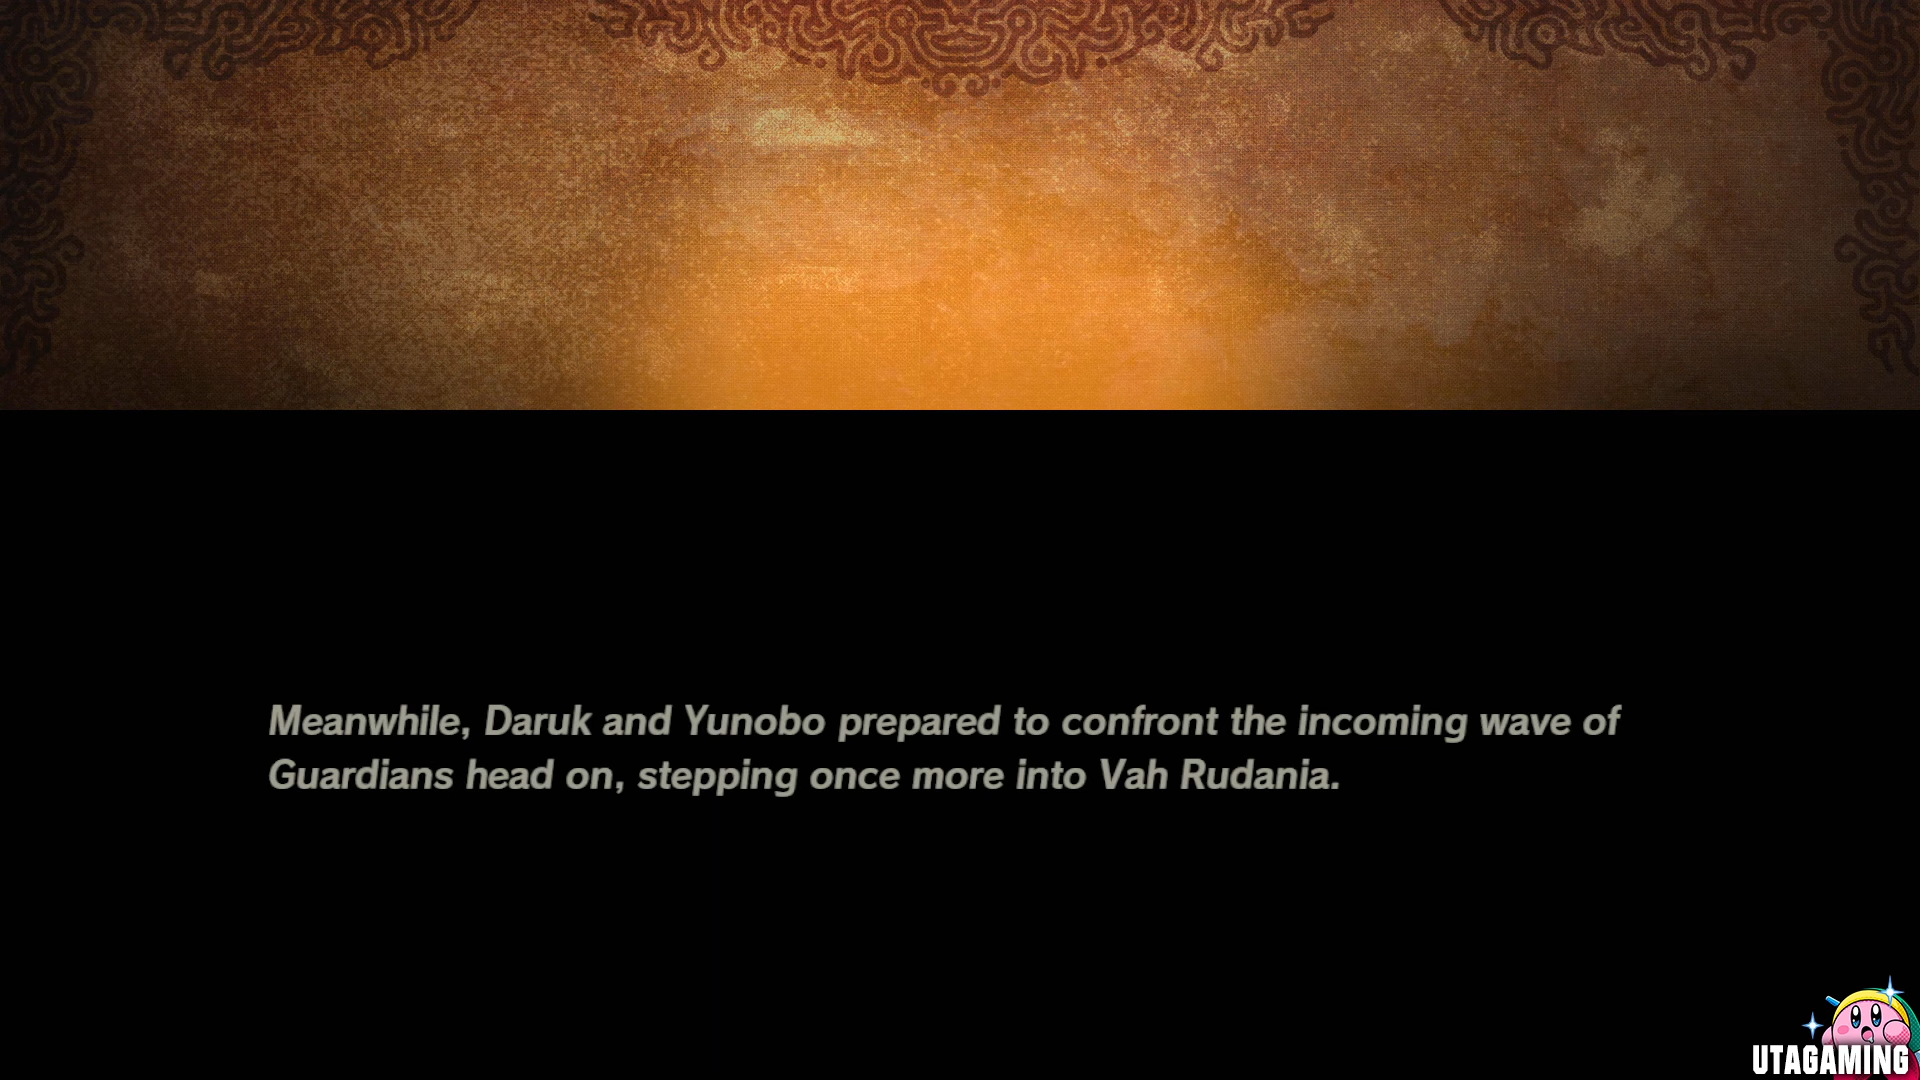 Meanwhile, Daruk and Yunobo prepared to confront the incoming wave of
Guardians head on, stepping once more into Vah Rudania.
UTAGAMING